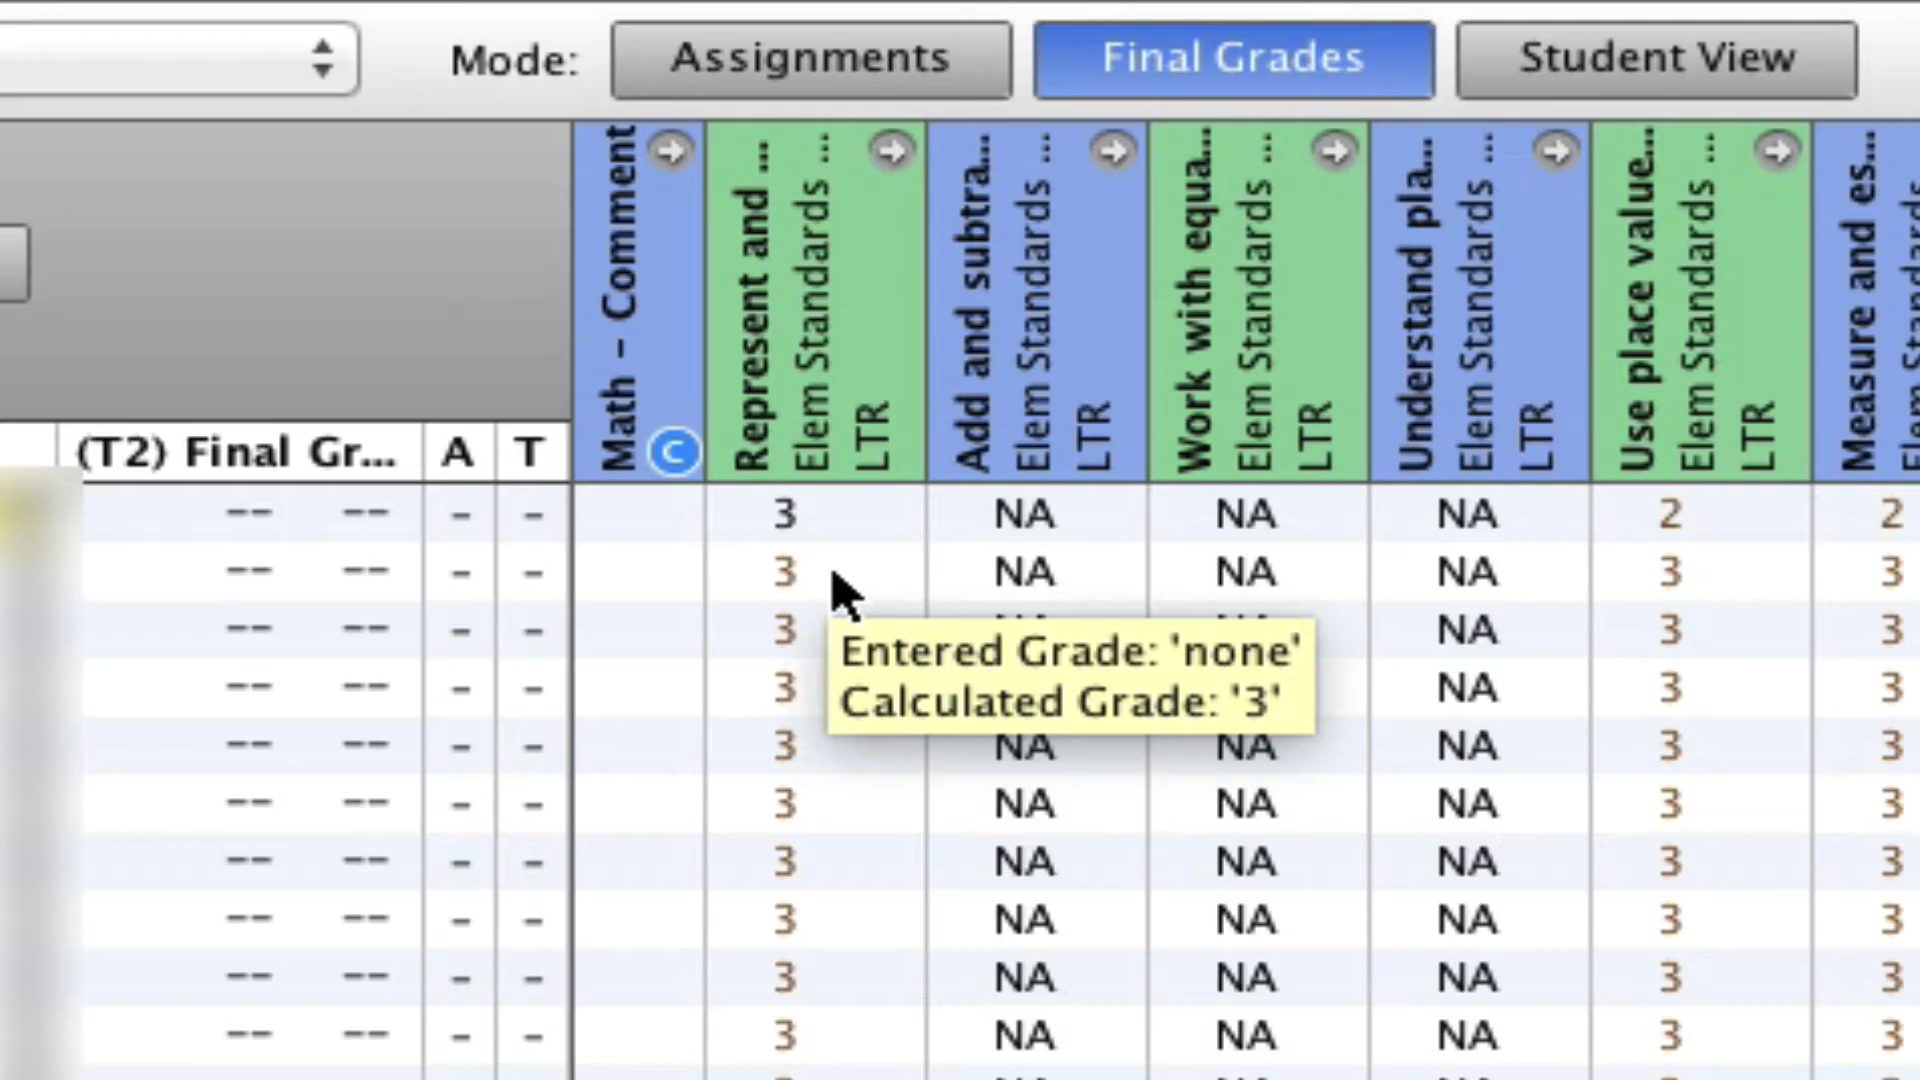 Mode: Assignments Final Grades Student View
Math - Comment
C
Represent and ...
Elem Standards ...
LTR
Add and subtra...
Elem Standards ...
LTR
Work with equa...
Elem Standards ...
LTR
Understand pla...
Elem Standards ...
LTR
Use place value...
Elem Standards ...
LTR
Measure and es...
Elem Standards
(T2) Final Gr... A T
-- -- - - 3 NA NA NA 2 2
-- -- - - 3 NA NA NA 3 3
-- -- - - 3 NA 3 3
-- -- - - 3 NA 3 3
-- -- - - 3 NA NA NA 3 3
-- -- - - 3 NA NA NA 3 3
-- -- - - 3 NA NA NA 3 3
-- -- - - 3 NA NA NA 3 3
-- -- - - 3 NA NA NA 3 3
-- -- - - 3 NA NA NA 3 3
Entered Grade: 'none'
Calculated Grade: '3'